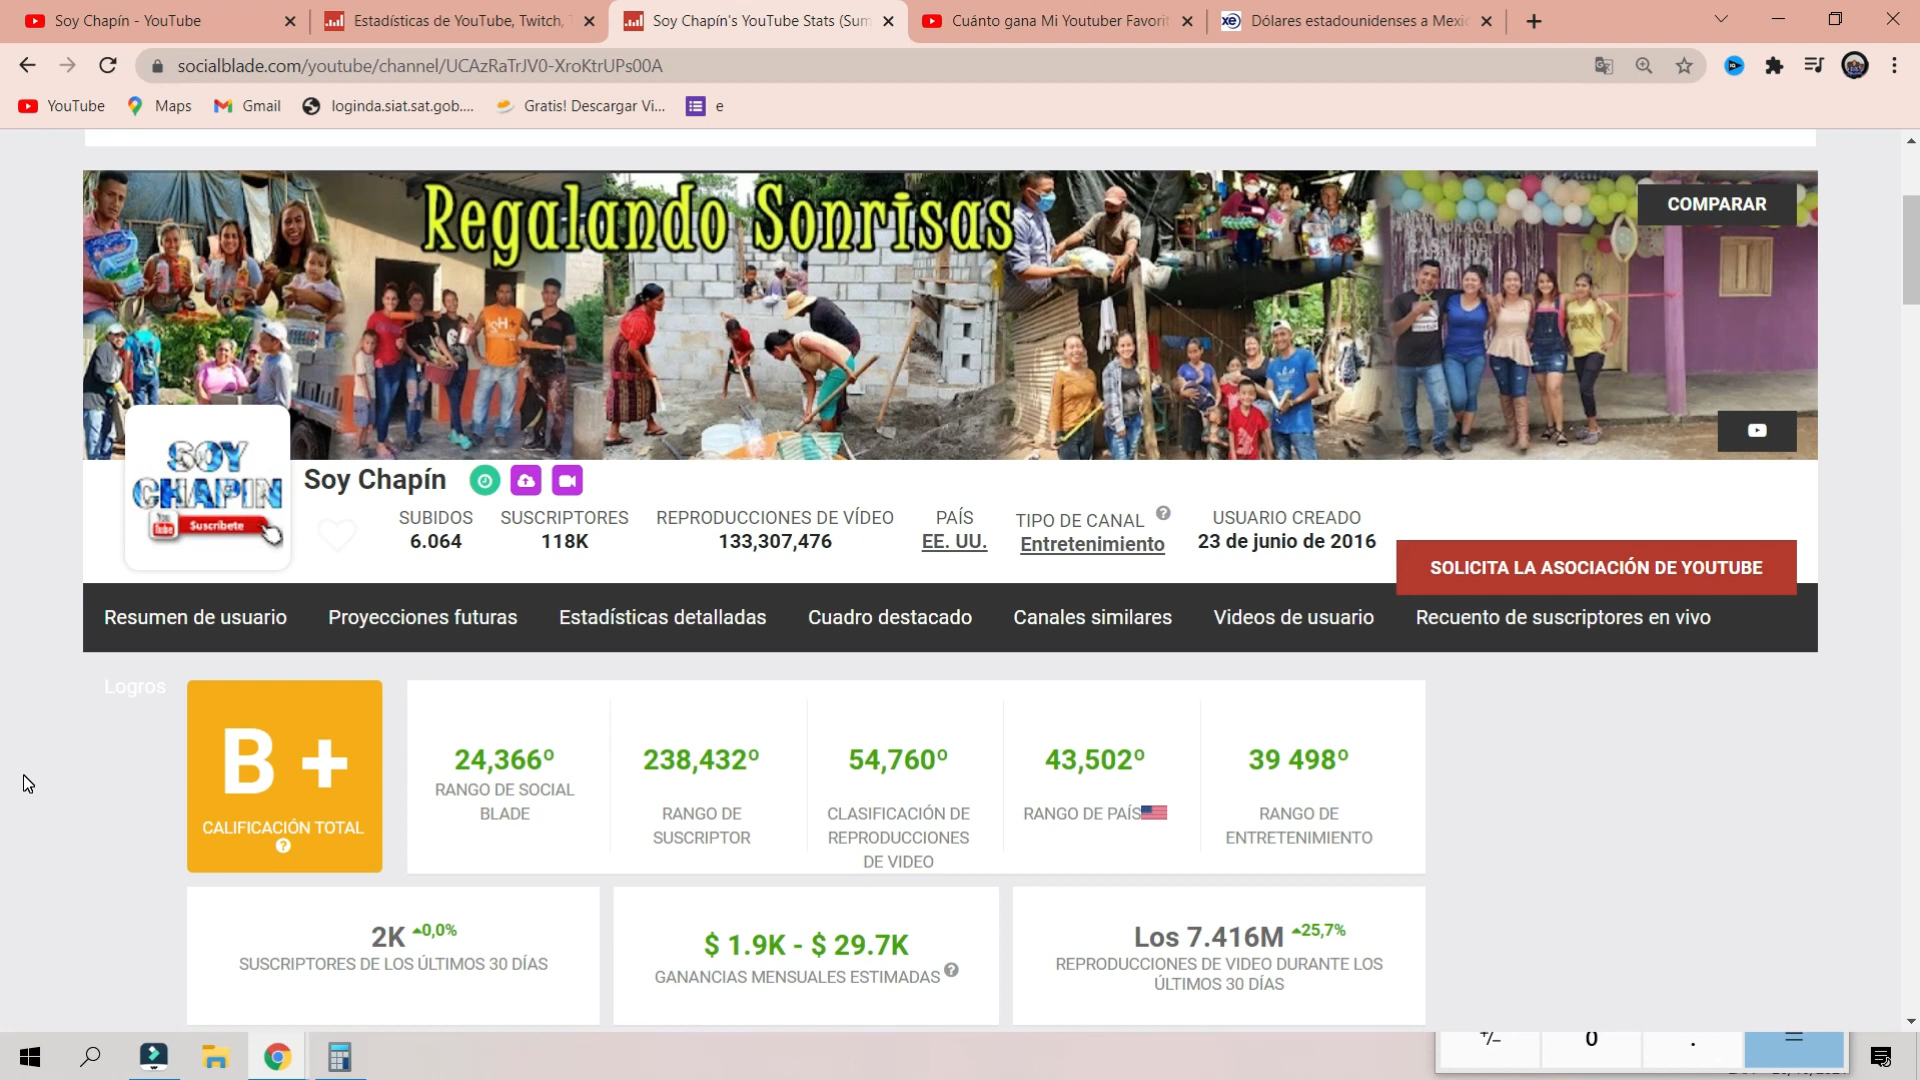 Soy Chapín - YouTube
Estadísticas de YouTube, Twitch,
Soy Chapín's YouTube Stats (Sum
Cuánto gana Mi Youtuber Favorit
xe Dólares estadounidenses a Mexic
socialblade.com/youtube/channel/UCAzRaTrJV0-XroKtrUPs00A
YouTube
Maps
Gmail
loginda.siat.sat.gob....
Gratis! Descargar Vi...
e
Regalando Sonrisas
COMPARAR
SOY
CHAPIN
You
Tube
Suscribete
Soy Chapín
SUBIDOS
6.064
SUSCRIPTORES
118K
REPRODUCCIONES DE VÍDEO
133,307,476
PAÍS
EE. UU.
TIPO DE CANAL ?
Entretenimiento
USUARIO CREADO
23 de junio de 2016
SOLICITA LA ASOCIACIÓN DE YOUTUBE
Resumen de usuario
Proyecciones futuras
Estadísticas detalladas
Cuadro destacado
Canales similares
Videos de usuario
Recuento de suscriptores en vivo
Logros
B +
CALIFICACIÓN TOTAL
?
24,366º
RANGO DE SOCIAL
BLADE
238,432º
RANGO DE
SUSCRIPTOR
54,760º
CLASIFICACIÓN DE
REPRODUCCIONES
DE VIDEO
43,502º
RANGO DE PAÍS
39 498º
RANGO DE
ENTRETENIMIENTO
2K 0,0%
SUSCRIPTORES DE LOS ÚLTIMOS 30 DÍAS
$ 1.9K - $ 29.7K
GANANCIAS MENSUALES ESTIMADAS ?
Los 7.416M 25,7%
REPRODUCCIONES DE VIDEO DURANTE LOS
ÚLTIMOS 30 DÍAS
+/- 0 . =